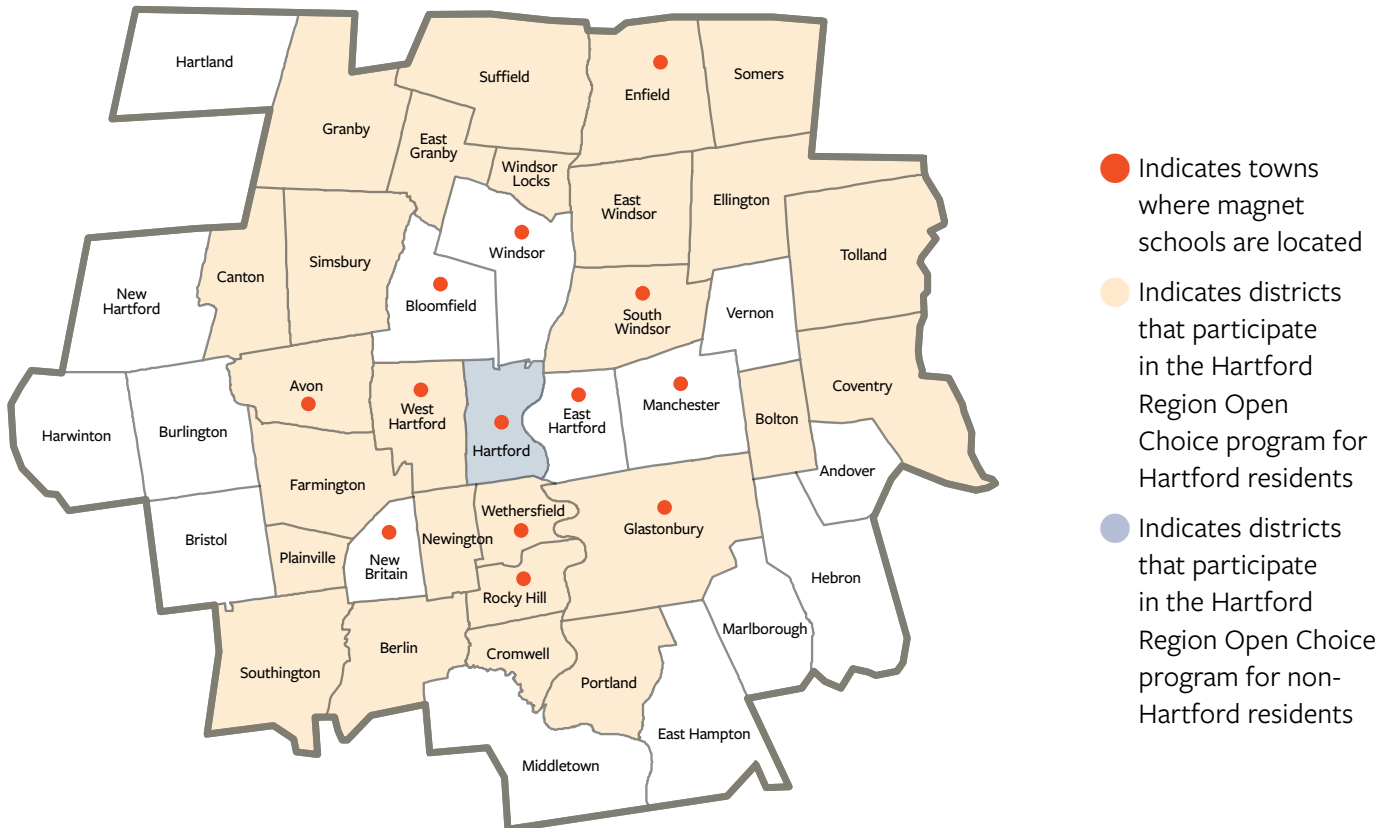 Hartland
Suffield
Enfield
Somers
Granby
East
Granby
Windsor
Locks
East
Windsor
Ellington
Tolland
Windsor
Simsbury
Canton
New
Hartford
Bloomfield
South
Windsor
Vernon
Avon
West
Hartford
East
Hartford
Manchester
Coventry
Bolton
Harwinton
Burlington
Hartford
Andover
Farmington
Wethersfield
Glastonbury
Bristol
Plainville
New
Britain
Newington
Hebron
Rocky Hill
Marlborough
Southington
Berlin
Cromwell
Portland
East Hampton
Middletown
Indicates towns
where magnet
schools are located
Indicates districts
that participate
in the Hartford
Region Open
Choice program for
Hartford residents
Indicates districts
that participate
in the Hartford
Region Open Choice
program for non-
Hartford residents